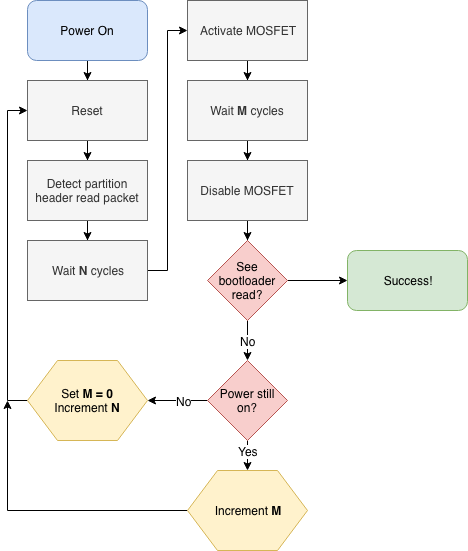 Power On
Reset
Detect partition
header read packet
Wait N cycles
Activate MOSFET
Wait M cycles
Disable MOSFET
See
bootloader
read?
Success!
No
Power still
on?
No
Set M = 0
Increment N
Yes
Increment M